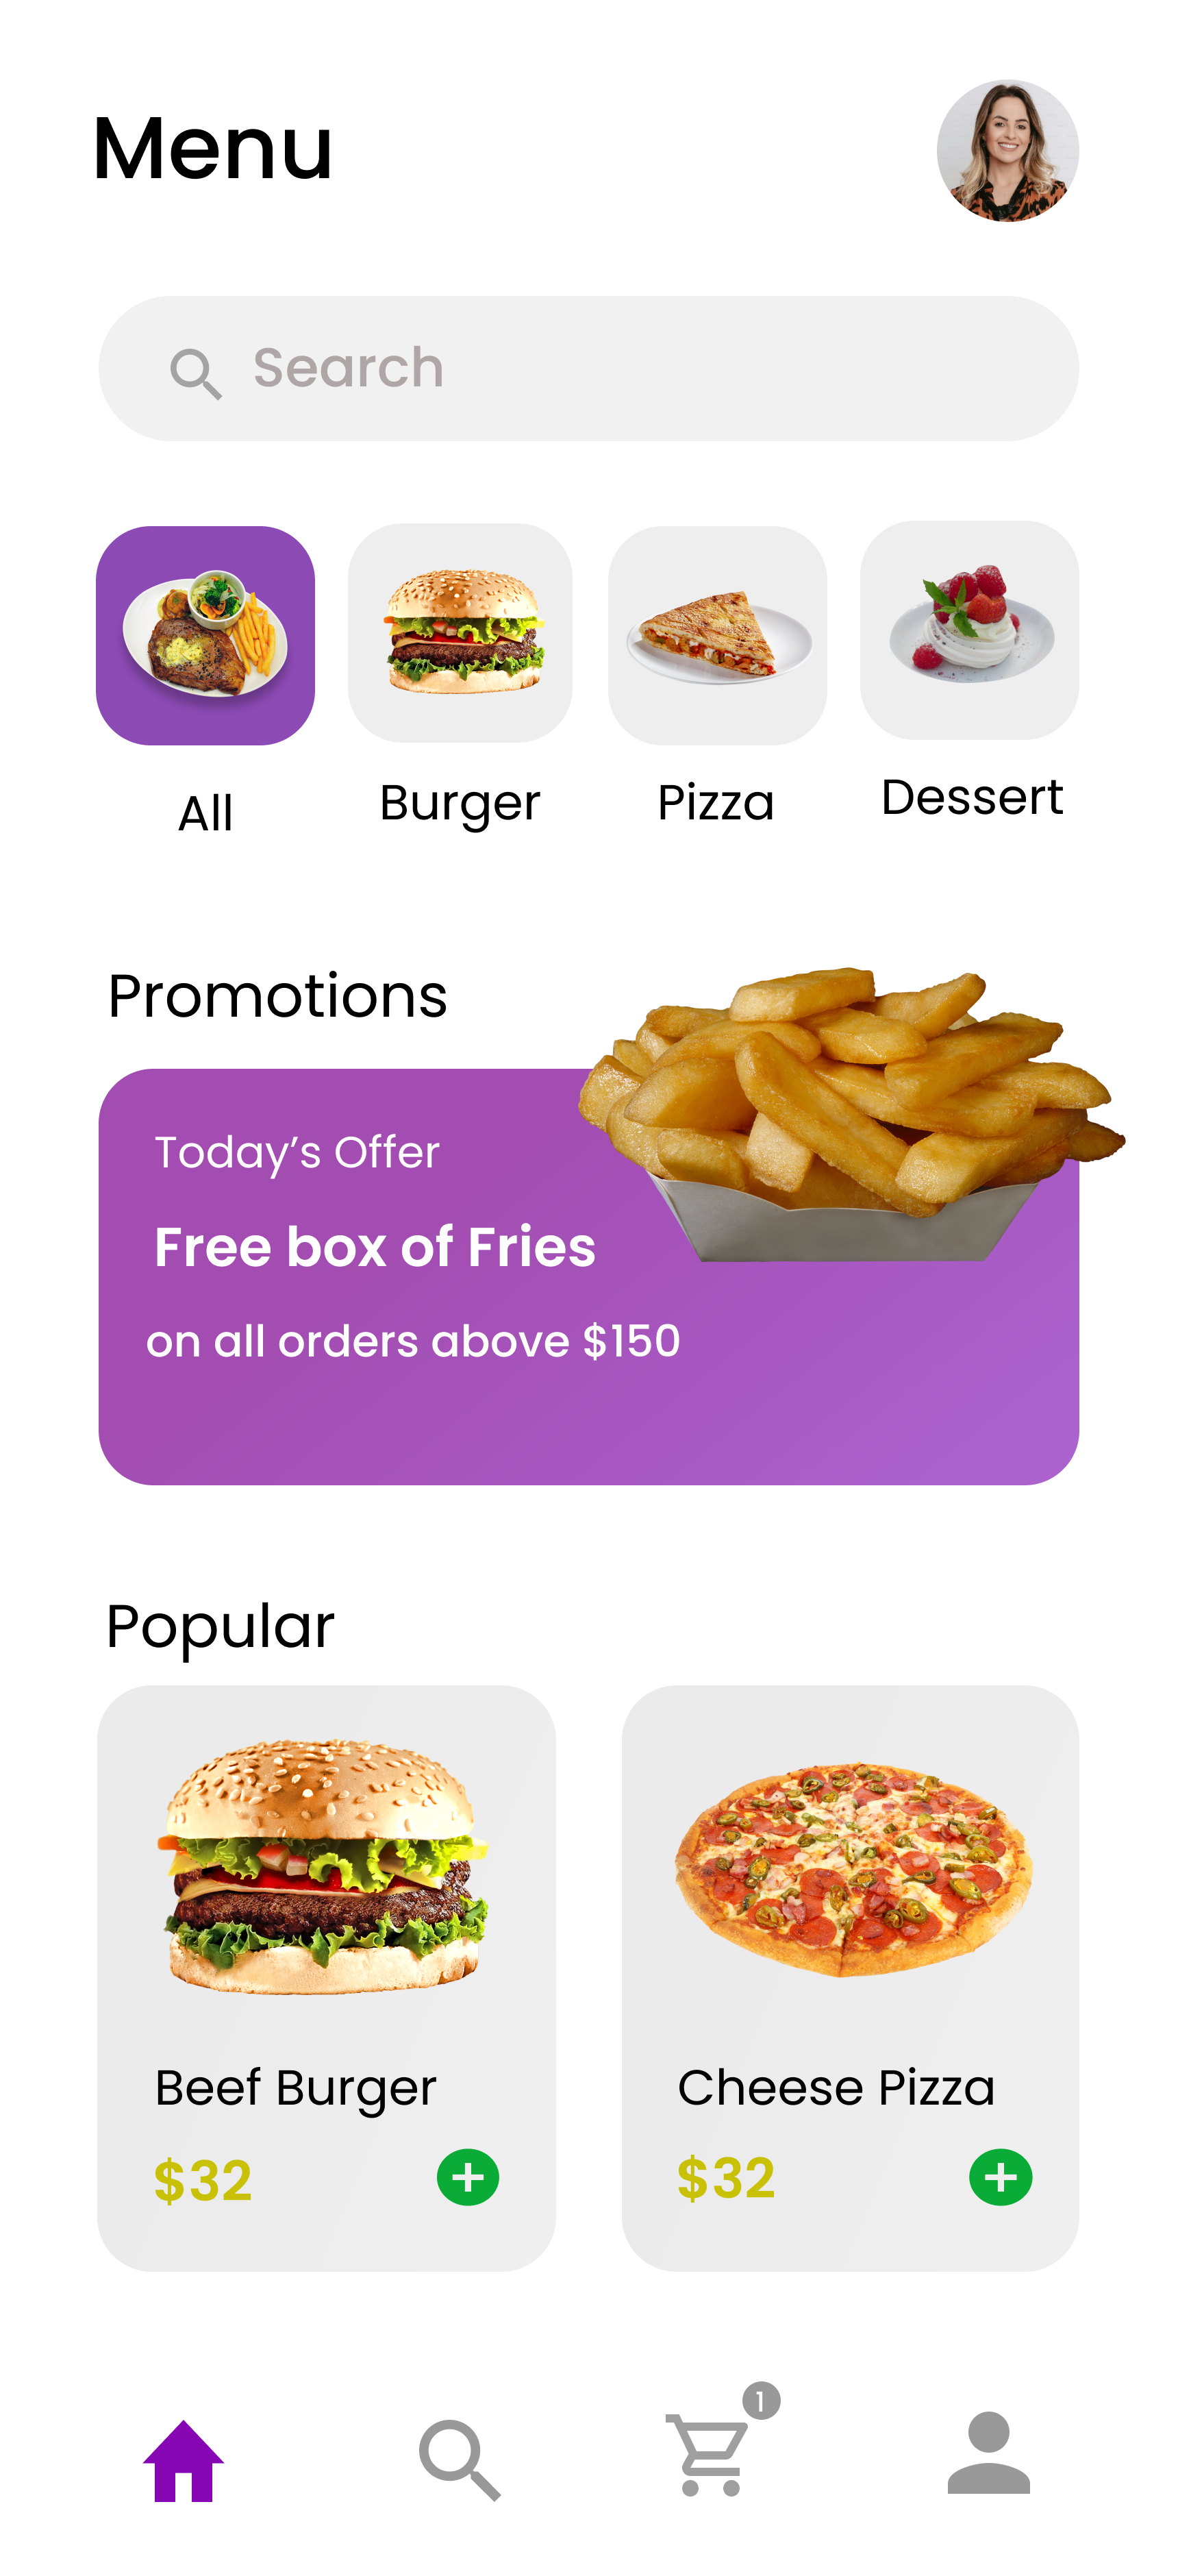 Menu
Search
All
Burger
Pizza
Dessert
Promotions
Today’s Offer
Free box of Fries
on all orders above $150
Popular
Beef Burger
$32
Cheese Pizza
$32
1